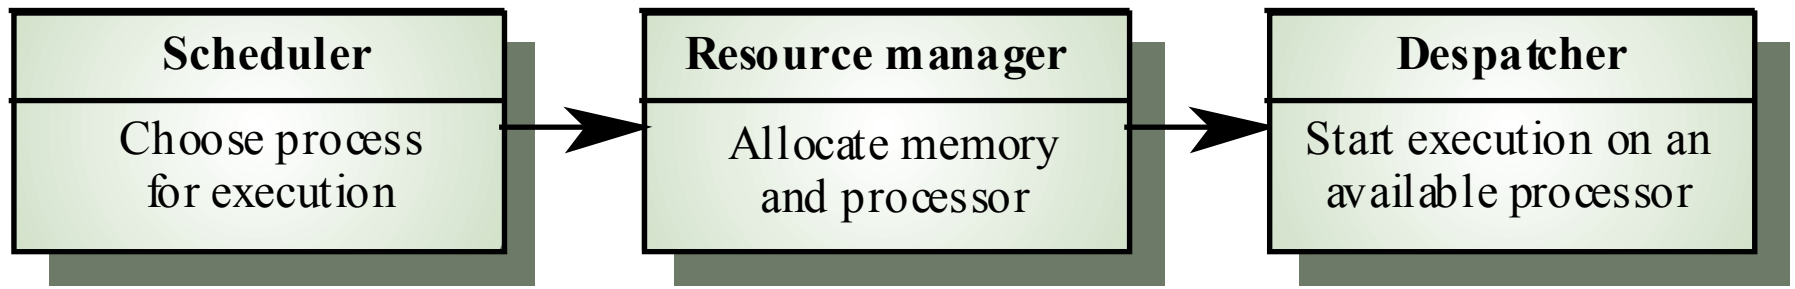 Scheduler
Choose process
for execution
Resource manager
Allocate memory
and processor
Despatcher
Start execution on an
available processor